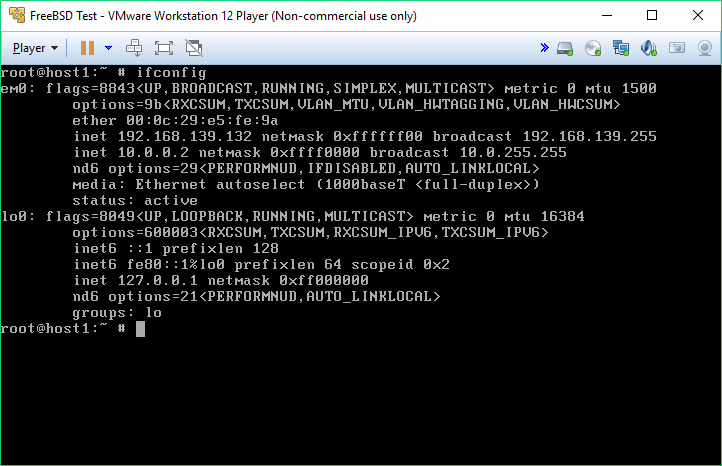 FreeBSD Test - VMware Workstation 12 Player (Non-commercial use only)
Player
root@host1:~ # ifconfig
em0: flags=8843<UP,BROADCAST,RUNNING,SIMPLEX,MULTICAST> metric 0 mtu 1500
options=9b<RXCSUM,TXCSUM,VLAN_MTU,VLAN_HWTAGGING,VLAN_HWCSUM>
ether 00:0c:29:e5:fe:9a
inet 192.168.139.132 netmask 0xffffff00 broadcast 192.168.139.255
inet 10.0.0.2 netmask 0xffff0000 broadcast 10.0.255.255
nd6 options=29<PERFORMNUD,IFDISABLED,AUTO_LINKLOCAL>
media: Ethernet autoselect (1000baseT <full-duplex>)
status: active
lo0: flags=8049<UP,LOOPBACK,RUNNING,MULTICAST> metric 0 mtu 16384
options=600003<RXCSUM,TXCSUM,RXCSUM_IPV6,TXCSUM_IPV6>
inet6 ::1 prefixlen 128
inet6 fe80::1%lo0 prefixlen 64 scopeid 0x2
inet 127.0.0.1 netmask 0xff000000
nd6 options=21<PERFORMNUD,AUTO_LINKLOCAL>
groups: lo
root@host1:~ #